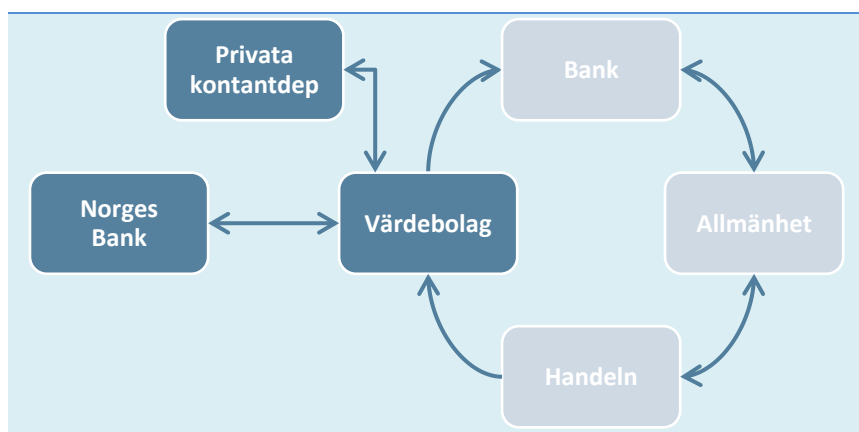 Privata
kontantdep
Bank
Norges
Bank
Värdebolag
Allmänhet
Handeln